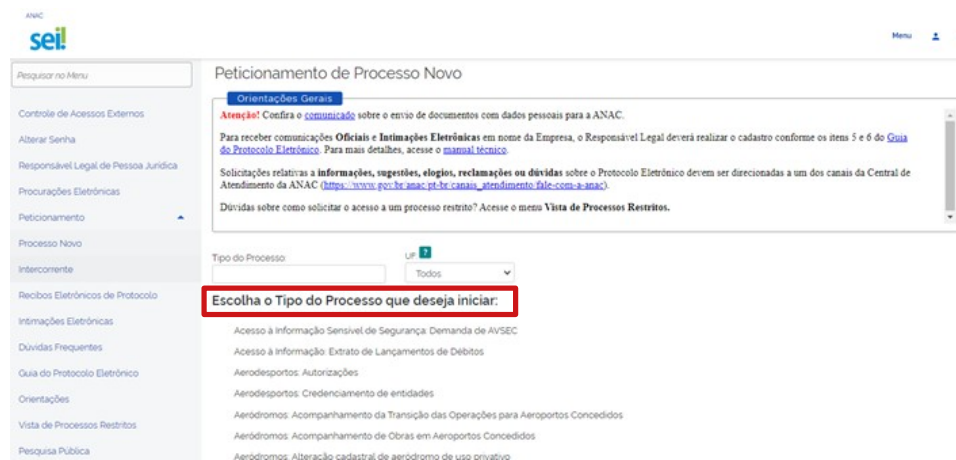 ANAC
sei!
Menu
Pesquisar no Menu
Controle de Acessos Externos
Alterar Senha
Responsável Legal de Pessoa Jurídica
Procurações Eletrônicas
Peticionamento
Processo Novo
Intercorrente
Recibos Eletrônicos de Protocolo
Intimações Eletrônicas
Dúvidas Frequentes
Guia do Protocolo Eletrônico
Orientações
Vista de Processos Restritos
Pesquisa Pública
Peticionamento de Processo Novo
Orientações Gerais
Atenção! Confira o comunicado sobre o envio de documentos com dados pessoais para a ANAC.
Para receber comunicações Oficiais e Intimações Eletrônicas em nome da Empresa, o Responsável Legal deverá realizar o cadastro conforme os itens 5 e 6 do Guia
do Protocolo Eletrônico. Para mais detalhes, acesse o manual técnico.
Solicitações relativas a informações, sugestões, elogios, reclamações ou dúvidas sobre o Protocolo Eletrônico devem ser direcionadas a um dos canais da Central de
Atendimento da ANAC (https://www.gov.br/anac/pt-br/canais_atendimento/fale-com-a-anac).
Dúvidas sobre como solicitar o acesso a um processo restrito? Acesse o menu Vista de Processos Restritos.
Tipo do Processo:
UF: ?
Todos
Escolha o Tipo do Processo que deseja iniciar:
Acesso à Informação Sensível de Segurança: Demanda de AVSEC
Acesso à Informação: Extrato de Lançamentos de Débitos
Aerodesportos: Autorizações
Aerodesportos: Credenciamento de entidades
Aeródromos: Acompanhamento da Transição das Operações para Aeroportos Concedidos
Aeródromos: Acompanhamento de Obras em Aeroportos Concedidos
Aeródromos: Alteração cadastral de aeródromo de uso privativo